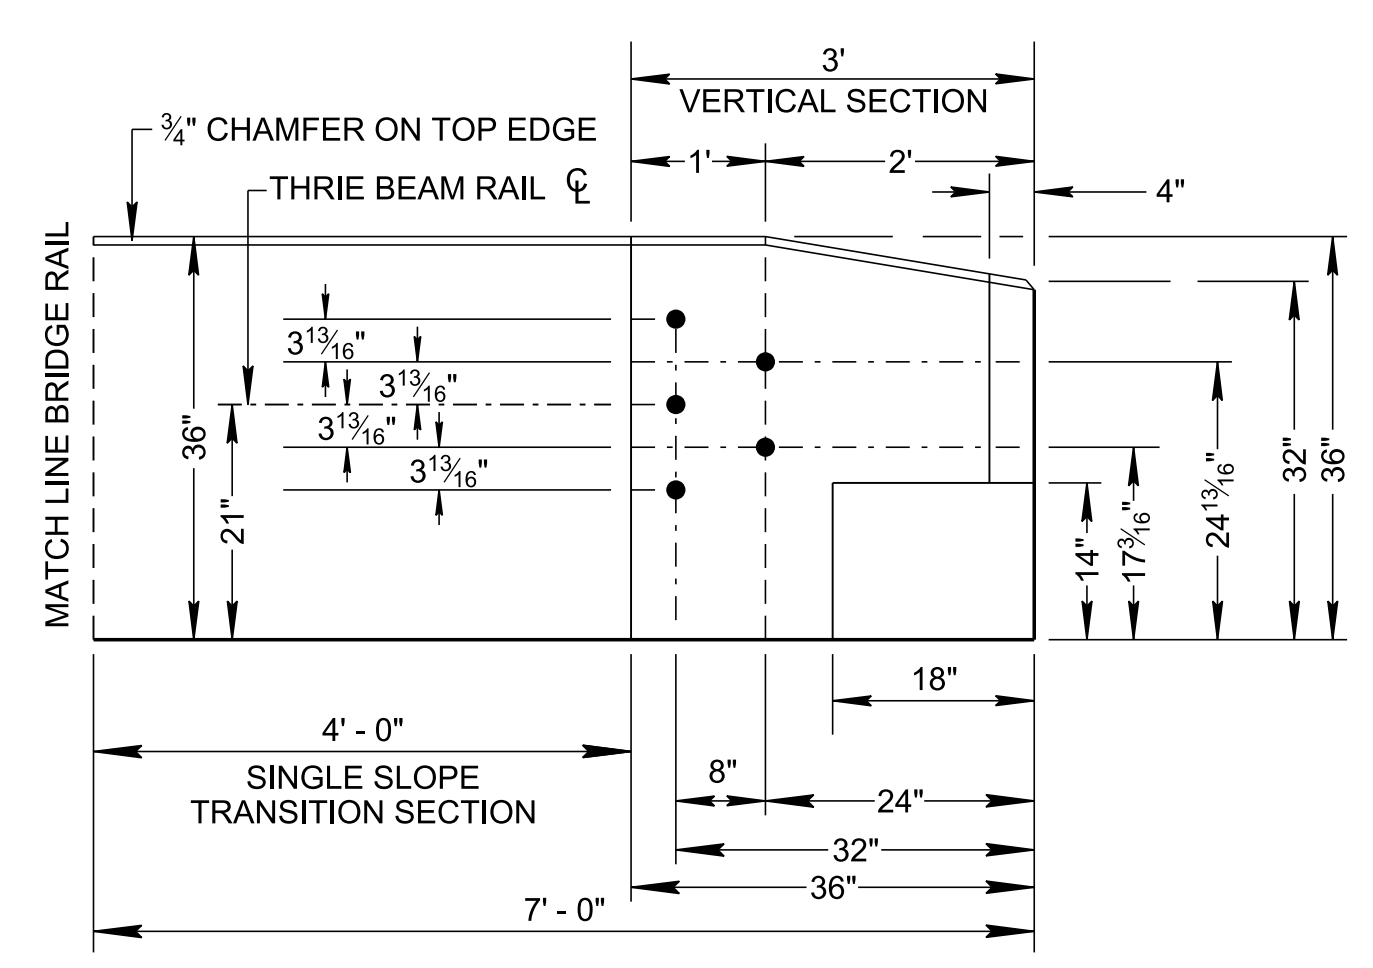 3'
VERTICAL SECTION
¾" CHAMFER ON TOP EDGE
1'
2'
THRIE BEAM RAIL ℄
4"
MATCH LINE BRIDGE RAIL
3 13/16"
3 13/16"
3 13/16"
3 13/16"
36"
21"
14"
17 3/16"
24 13/16"
32"
36"
18"
4' - 0"
SINGLE SLOPE
TRANSITION SECTION
8"
24"
32"
36"
7' - 0"